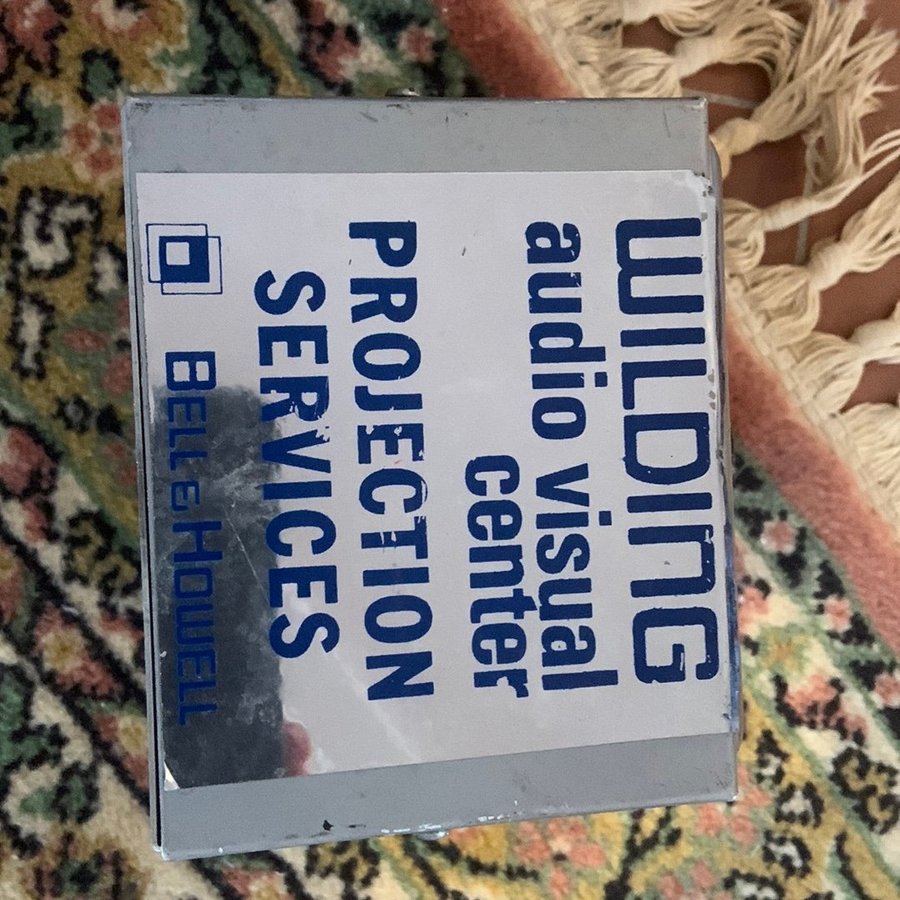 WILDING
audio visual
center
PROJECTION
SERVICES
BELL & HOWELL